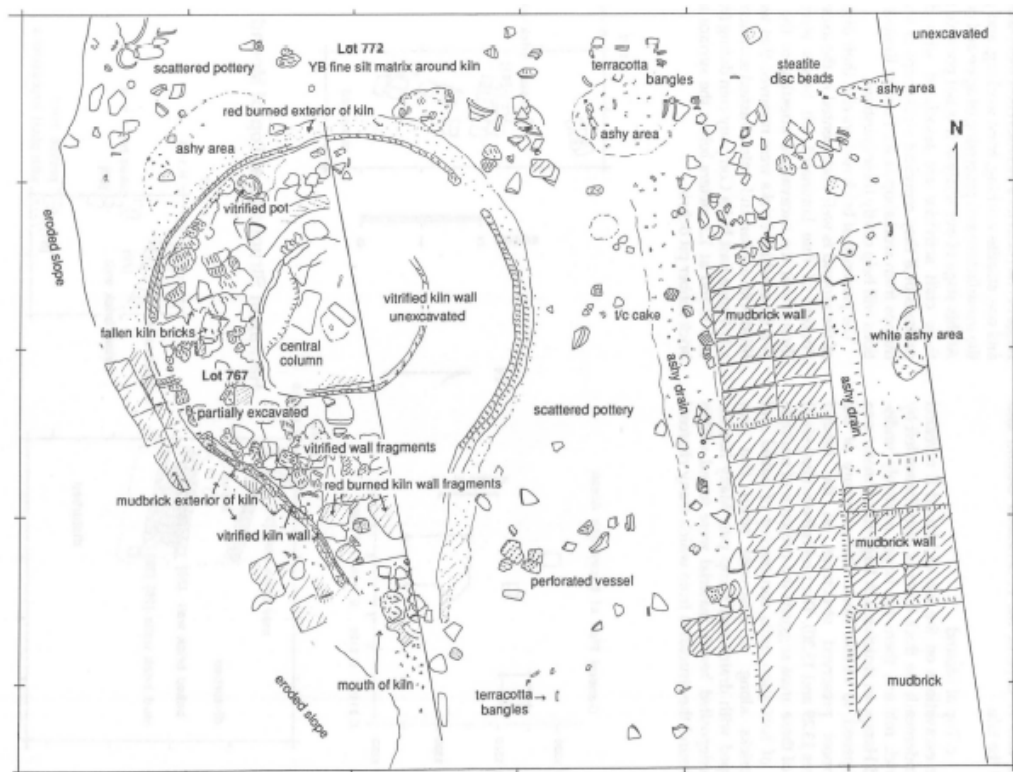 unexcavated
Lot 772
YB fine silt matrix around kiln
scattered pottery
terracotta
bangles
steatite
disc beads
ashy area
red burned exterior of kiln
ashy area
ashy area
N
vitrified pot
eroded slope
vitrified kiln wall
unexcavated
t/c cake
mudbrick wall
white ashy area
fallen kiln bricks
central
column
Lot 767
ashy drain
ashy drain
partially excavated
scattered pottery
vitrified wall fragments
red burned kiln wall fragments
mudbrick exterior of kiln
vitrified kiln wall
mudbrick wall
perforated vessel
mouth of kiln
eroded slope
terracotta
bangles
mudbrick